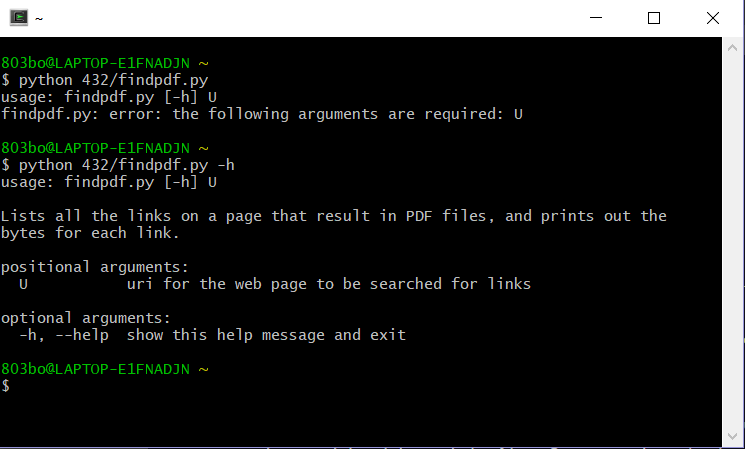 ~
803bo@LAPTOP-E1FNADJN ~
$ python 432/findpdf.py
usage: findpdf.py [-h] U
findpdf.py: error: the following arguments are required: U
803bo@LAPTOP-E1FNADJN ~
$ python 432/findpdf.py -h
usage: findpdf.py [-h] U
Lists all the links on a page that result in PDF files, and prints out the
bytes for each link.
positional arguments:
  U           uri for the web page to be searched for links
optional arguments:
  -h, --help  show this help message and exit
803bo@LAPTOP-E1FNADJN ~
$